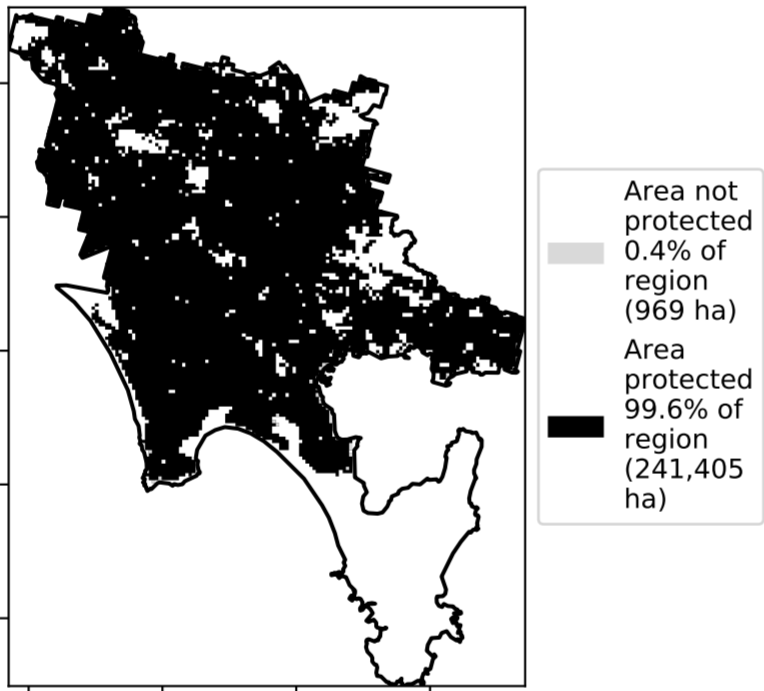 Area not
protected
0.4% of
region
(969 ha)
Area
protected
99.6% of
region
(241,405
ha)